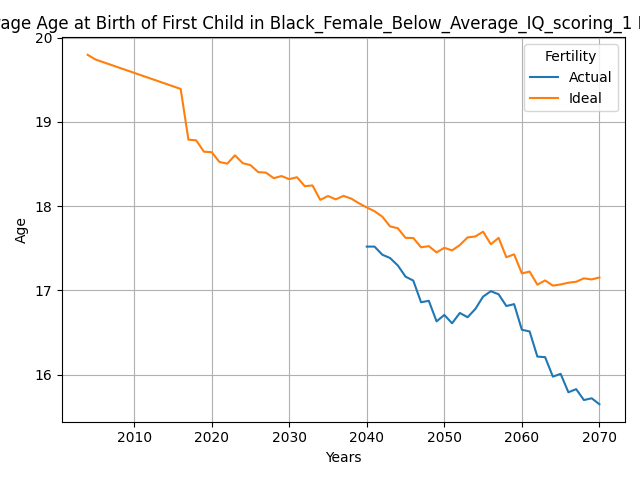 Age at Birth of First Child in Black_Female_Below_Average_IQ_scoring_1
Fertility
Actual
Ideal
20
19
18
17
16
Age
2010
2020
2030
2040
2050
2060
2070
Years